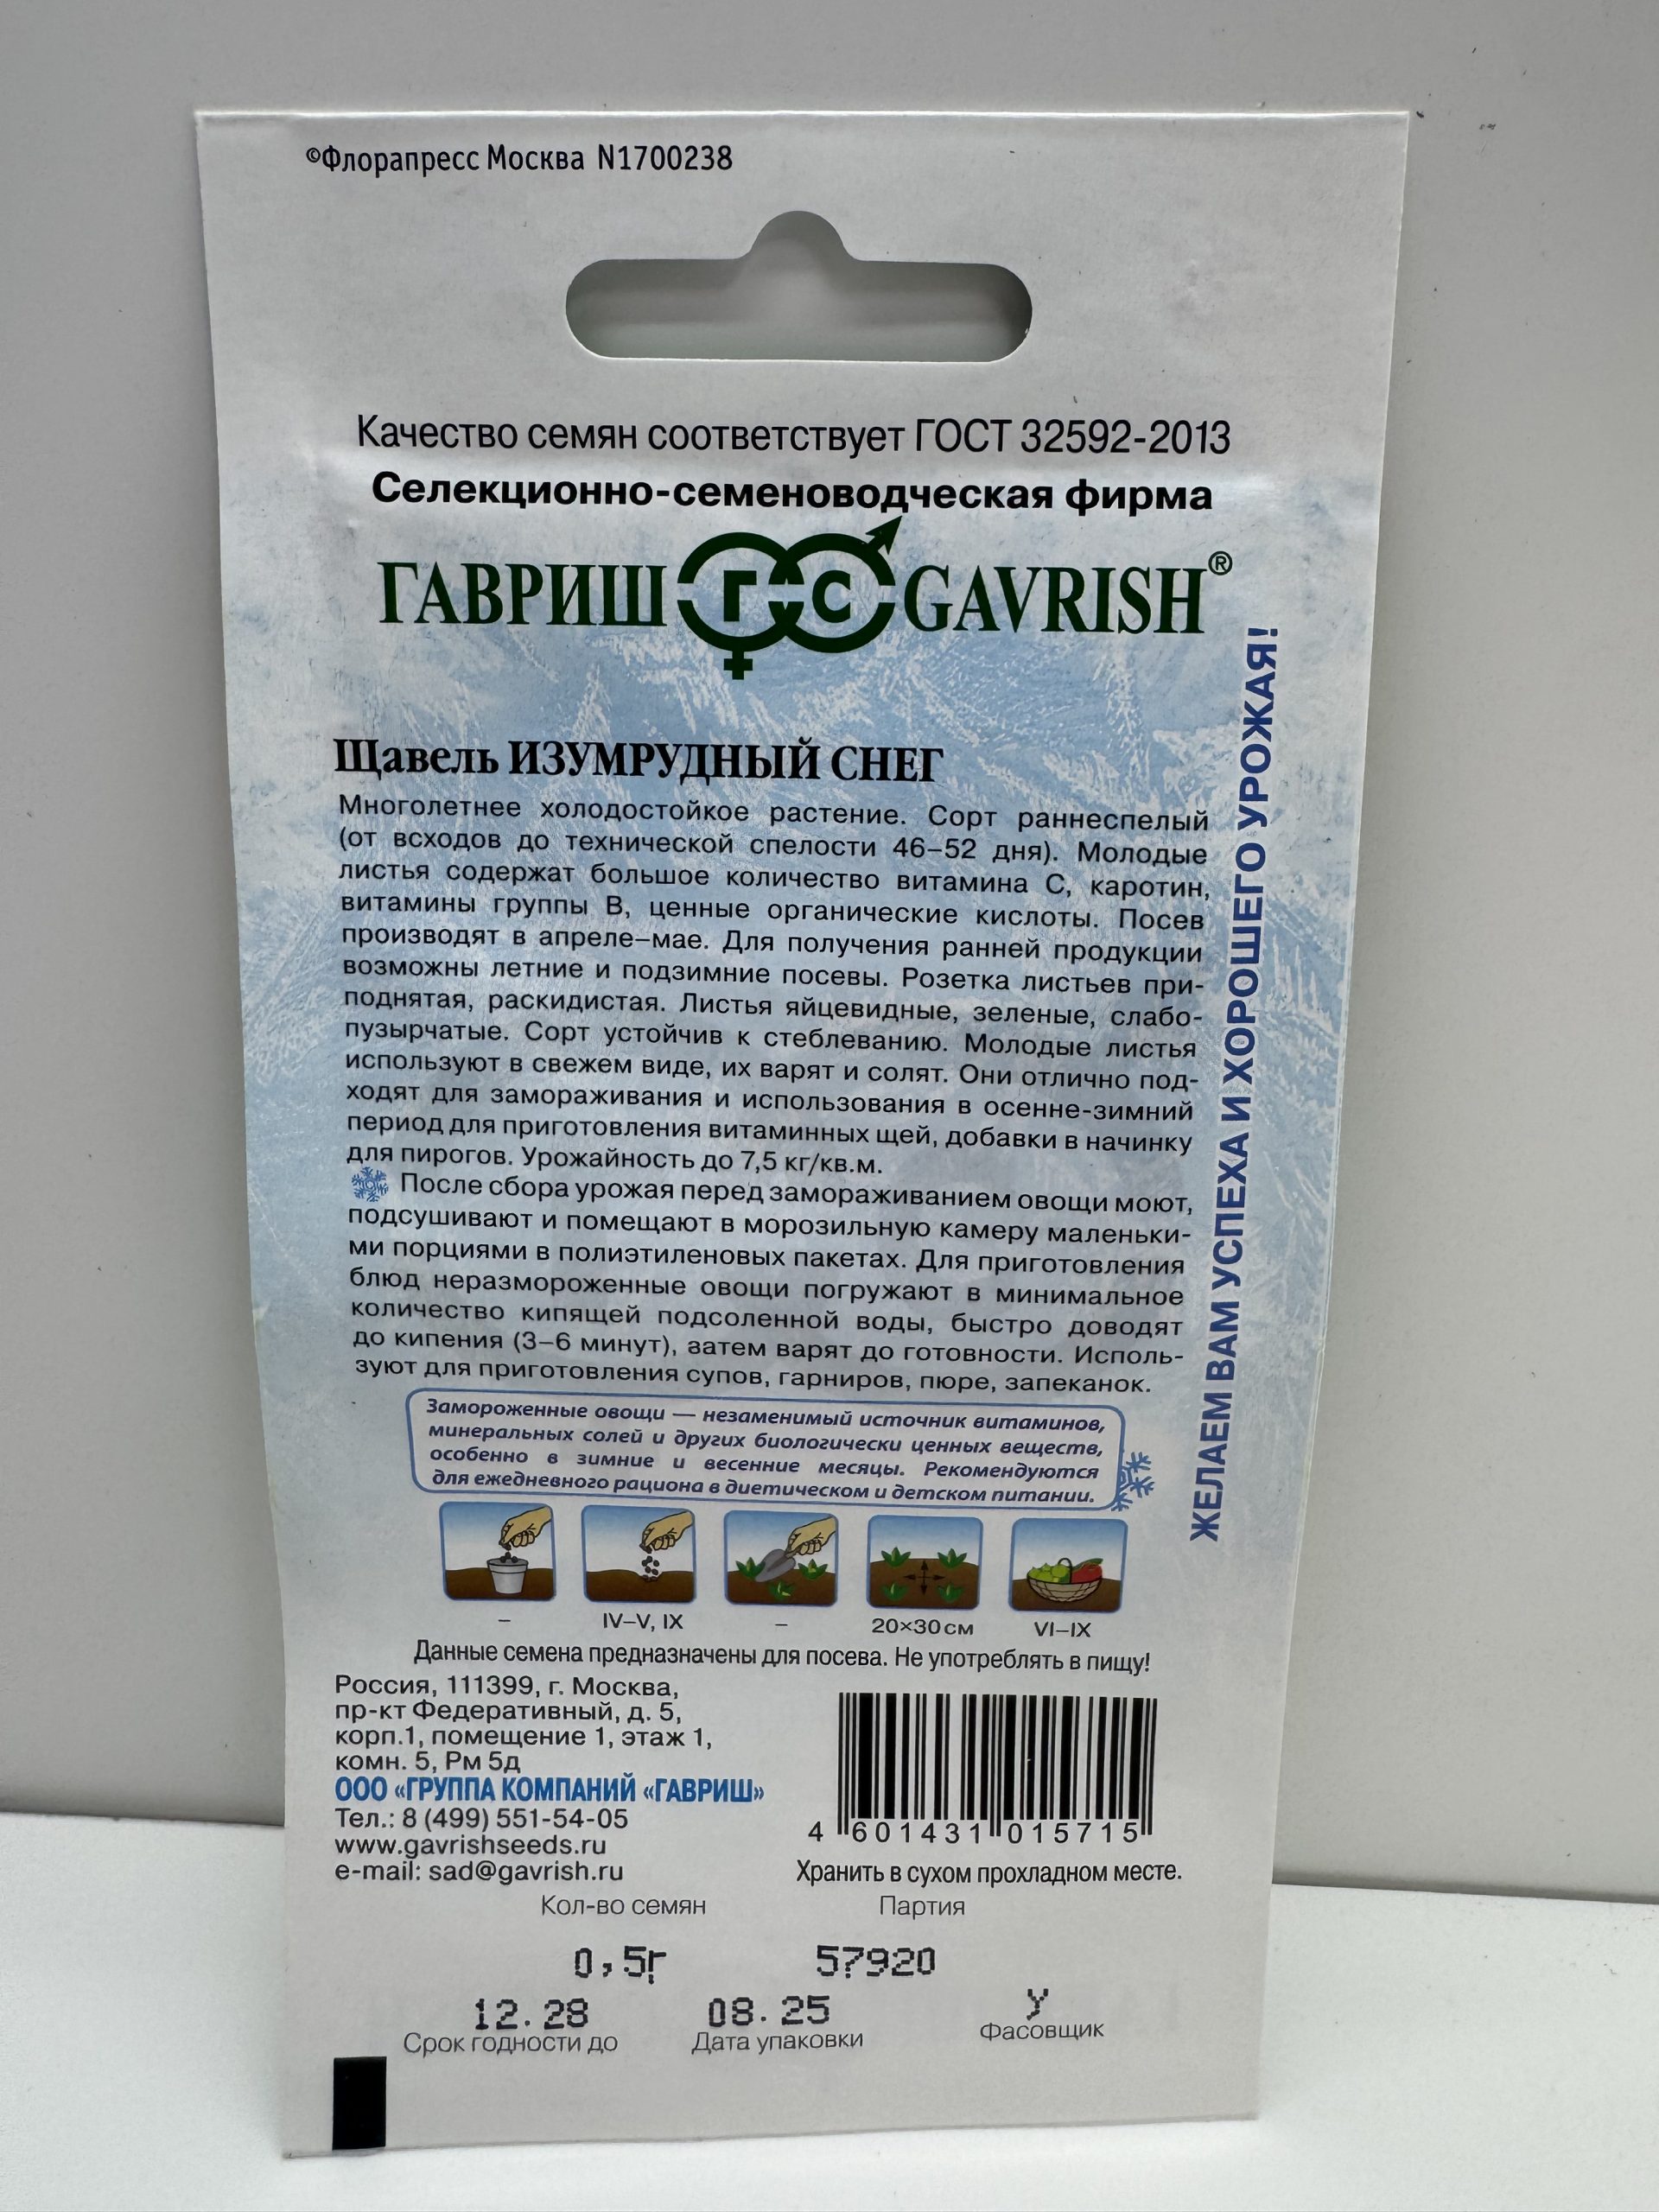 ©Флорапресс Москва N1700238
Качество семян соответствует ГОСТ 32592-2013
Селекционно-семеноводческая фирма
ГАВРИШ ГС GAVRISH®
Щавель ИЗУМРУДНЫЙ СНЕГ
Многолетнее холодостойкое растение. Сорт раннеспелый
(от всходов до технической спелости 46–52 дня). Молодые
листья содержат большое количество витамина С, каротин,
витамины группы В, ценные органические кислоты. Посев
производят в апреле–мае. Для получения ранней продукции
возможны летние и подзимние посевы. Розетка листьев при-
поднятая, раскидистая. Листья яйцевидные, зеленые, слабо-
пузырчатые. Сорт устойчив к стеблеванию. Молодые листья
используют в свежем виде, их варят и солят. Они отлично под-
ходят для замораживания и использования в осенне-зимний
период для приготовления витаминных щей, добавки в начинку
для пирогов. Урожайность до 7,5 кг/кв.м.
После сбора урожая перед замораживанием овощи моют,
подсушивают и помещают в морозильную камеру маленьки-
ми порциями в полиэтиленовых пакетах. Для приготовления
блюд неразмороженные овощи погружают в минимальное
количество кипящей подсоленной воды, быстро доводят
до кипения (3–6 минут), затем варят до готовности. Исполь-
зуют для приготовления супов, гарниров, пюре, запеканок.
Замороженные овощи — незаменимый источник витаминов,
минеральных солей и других биологически ценных веществ,
особенно в зимние и весенние месяцы. Рекомендуются
для ежедневного рациона в диетическом и детском питании.
ЖЕЛАЕМ ВАМ УСПЕХА И ХОРОШЕГО УРОЖАЯ!
– IV–V, IX – 20×30 см VI–IX
Данные семена предназначены для посева. Не употреблять в пищу!
Россия, 111399, г. Москва,
пр-кт Федеративный, д. 5,
корп.1, помещение 1, этаж 1,
комн. 5, Рм 5д
ООО «ГРУППА КОМПАНИЙ «ГАВРИШ»
Тел.: 8 (499) 551-54-05
www.gavrishseeds.ru
e-mail: sad@gavrish.ru
4 601431 015715
Хранить в сухом прохладном месте.
Кол-во семян Партия
0,5г 57920
12.28 08.25 У
Срок годности до Дата упаковки Фасовщик